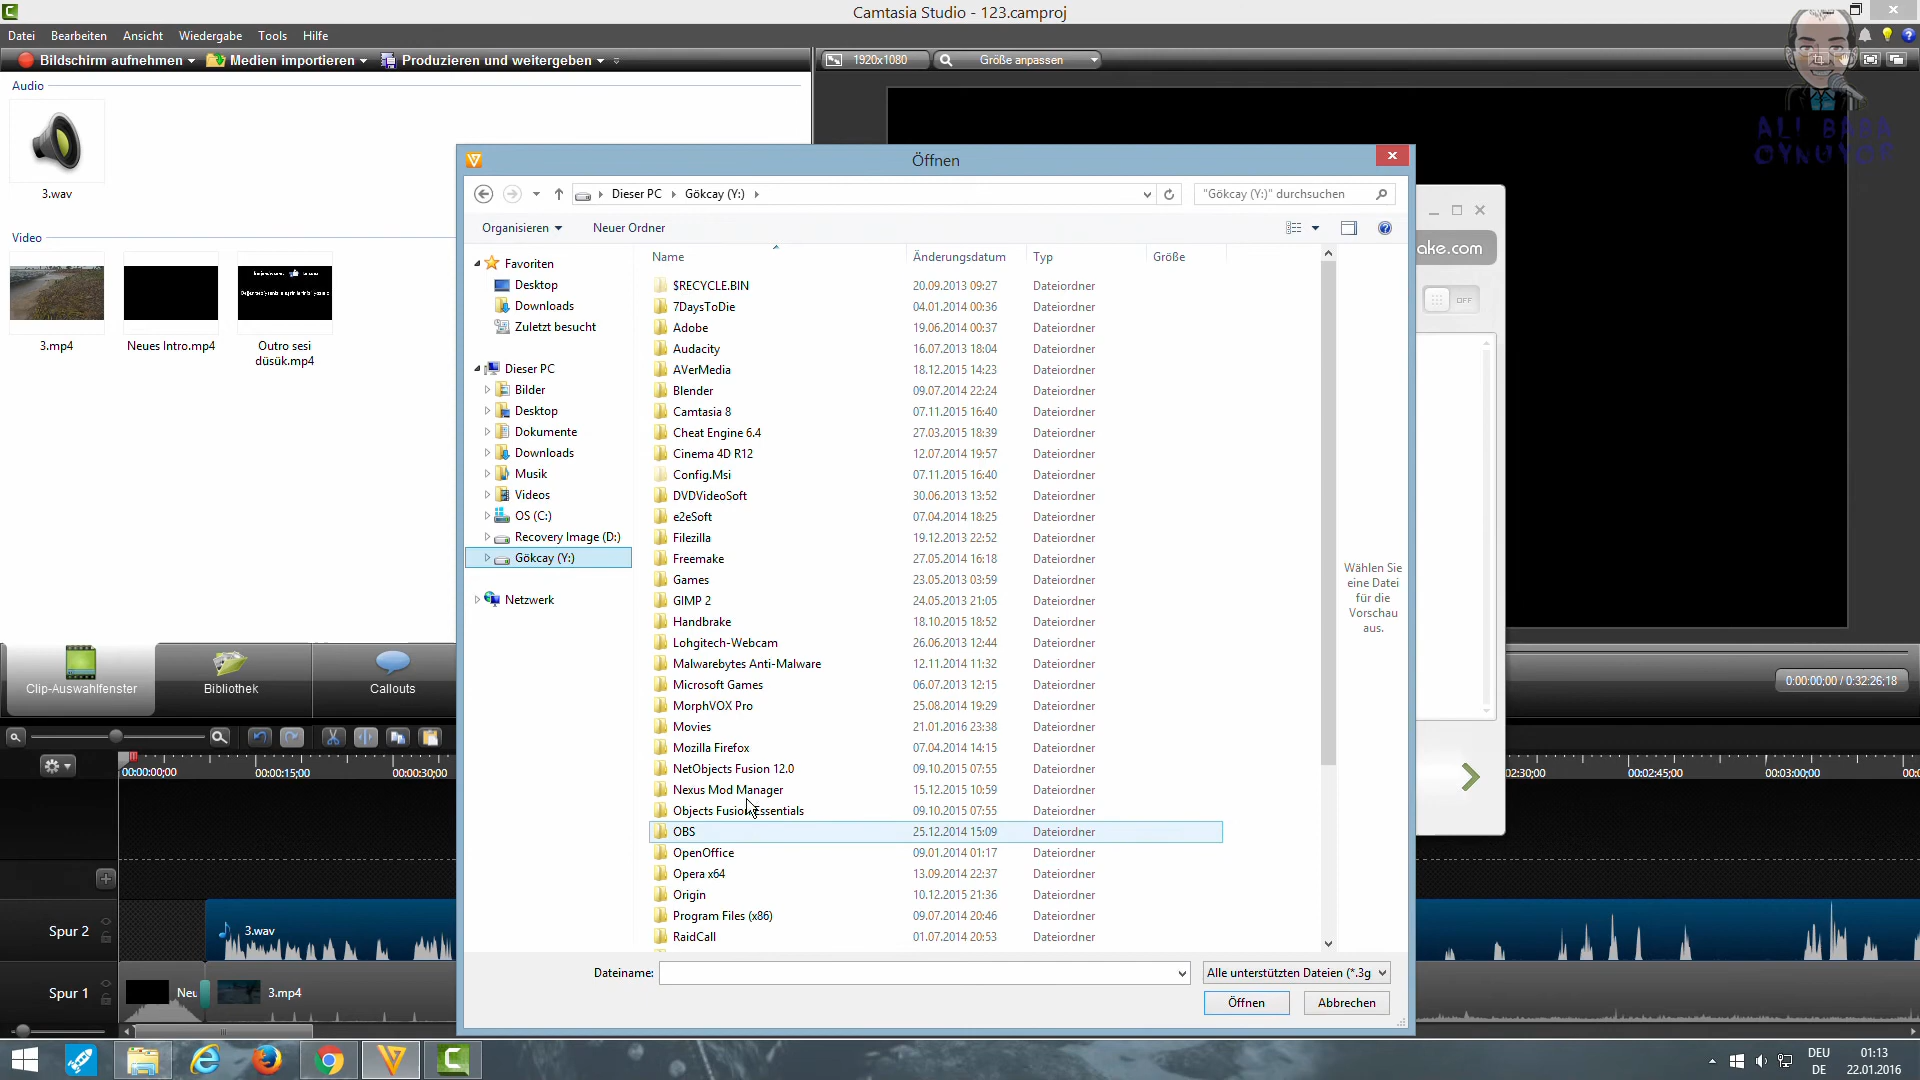 Camtasia Studio - 123.camproj
Datei Bearbeiten Ansicht Wiedergabe Tools Hilfe
Bildschirm aufnehmen Medien importieren Produzieren und weitergeben
1920x1080 Größe anpassen
ALI BABA
OYNUYOR
Audio
3.wav
Video
3.mp4
Neues Intro.mp4
Outro sesi
düsük.mp4
Öffnen
Dieser PC Gökcay (Y:)
"Gökcay (Y:)" durchsuchen
Organisieren Neuer Ordner
ake.com
OFF
Favoriten
Desktop
Downloads
Zuletzt besucht
Dieser PC
Bilder
Desktop
Dokumente
Downloads
Musik
Videos
OS (C:)
Recovery Image (D:)
Gökcay (Y:)
Netzwerk
Name Änderungsdatum Typ Größe
$RECYCLE.BIN 20.09.2013 09:27 Dateiordner
7DaysToDie 04.01.2014 00:36 Dateiordner
Adobe 19.06.2014 00:37 Dateiordner
Audacity 16.07.2013 18:04 Dateiordner
AVerMedia 18.12.2015 14:23 Dateiordner
Blender 09.07.2014 22:24 Dateiordner
Camtasia 8 07.11.2015 16:40 Dateiordner
Cheat Engine 6.4 27.03.2015 18:39 Dateiordner
Cinema 4D R12 12.07.2014 19:57 Dateiordner
Config.Msi 07.11.2015 16:40 Dateiordner
DVDVideoSoft 30.06.2013 13:52 Dateiordner
e2eSoft 07.04.2014 18:25 Dateiordner
Filezilla 19.12.2013 22:52 Dateiordner
Freemake 27.05.2014 16:18 Dateiordner
Games 23.05.2013 03:59 Dateiordner
GIMP 2 24.05.2013 21:05 Dateiordner
Handbrake 18.10.2015 18:52 Dateiordner
Lohgitech-Webcam 26.06.2013 12:44 Dateiordner
Malwarebytes Anti-Malware 12.11.2014 11:32 Dateiordner
Microsoft Games 06.07.2013 12:15 Dateiordner
MorphVOX Pro 25.08.2014 19:29 Dateiordner
Movies 21.01.2016 23:38 Dateiordner
Mozilla Firefox 07.04.2014 14:15 Dateiordner
NetObjects Fusion 12.0 09.10.2015 07:55 Dateiordner
Nexus Mod Manager 15.12.2015 10:59 Dateiordner
Objects Fusion Essentials 09.10.2015 07:55 Dateiordner
OBS 25.12.2014 15:09 Dateiordner
OpenOffice 09.01.2014 01:17 Dateiordner
Opera x64 13.09.2014 22:37 Dateiordner
Origin 10.12.2015 21:36 Dateiordner
Program Files (x86) 09.07.2014 20:46 Dateiordner
RaidCall 01.07.2014 20:53 Dateiordner
Wählen Sie
eine Datei
für die
Vorschau
aus.
Dateiname:
Alle unterstützten Dateien (*.3g
Öffnen Abbrechen
Clip-Auswahlfenster Bibliothek Callouts
0:00:00;00 / 0:32:26;18
00:00:00;00 00:00:15;00 00:00:30;00
02:30;00 00:02:45;00 00:03:00;00
Spur 2
3.wav
Spur 1
Neu
3.mp4
DEU
DE
01:13
22.01.2016